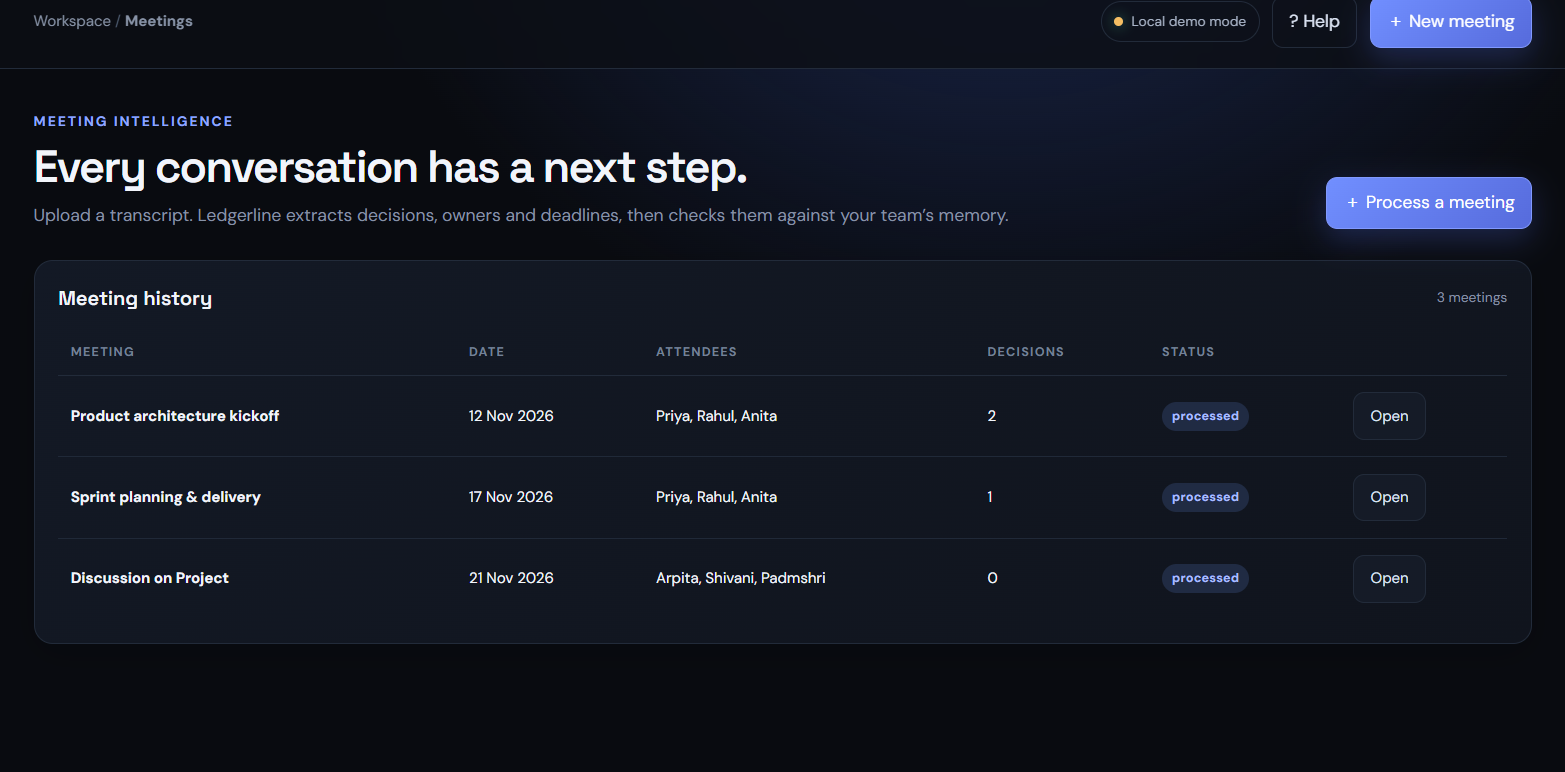 Workspace / Meetings
Local demo mode
? Help
+ New meeting
MEETING INTELLIGENCE
Every conversation has a next step.
Upload a transcript. Ledgerline extracts decisions, owners and deadlines, then checks them against your team’s memory.
+ Process a meeting
Meeting history
3 meetings
MEETING DATE ATTENDEES DECISIONS STATUS
Product architecture kickoff 12 Nov 2026 Priya, Rahul, Anita 2 processed Open
Sprint planning & delivery 17 Nov 2026 Priya, Rahul, Anita 1 processed Open
Discussion on Project 21 Nov 2026 Arpita, Shivani, Padmshri 0 processed Open